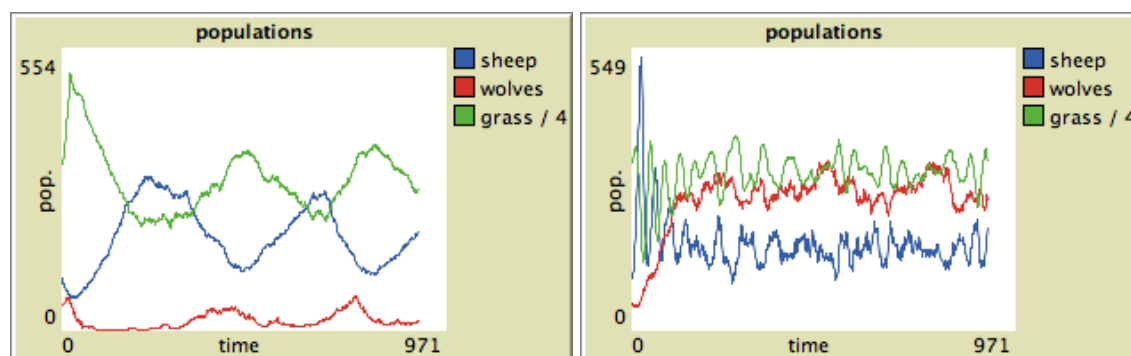 populations
554
pop.
0
0 time 971
sheep
wolves
grass / 4
populations
549
pop.
0
0 time 971
sheep
wolves
grass / 4